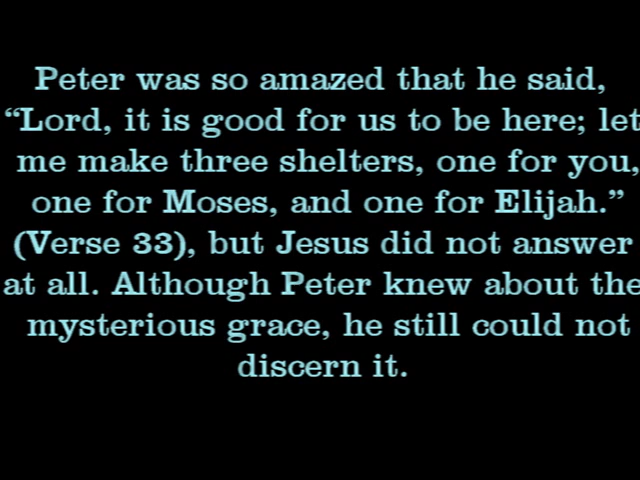 Peter was so amazed that he said,
“Lord, it is good for us to be here; let
me make three shelters, one for you,
one for Moses, and one for Elijah.”
(Verse 33), but Jesus did not answer
at all. Although Peter knew about the
mysterious grace, he still could not
discern it.